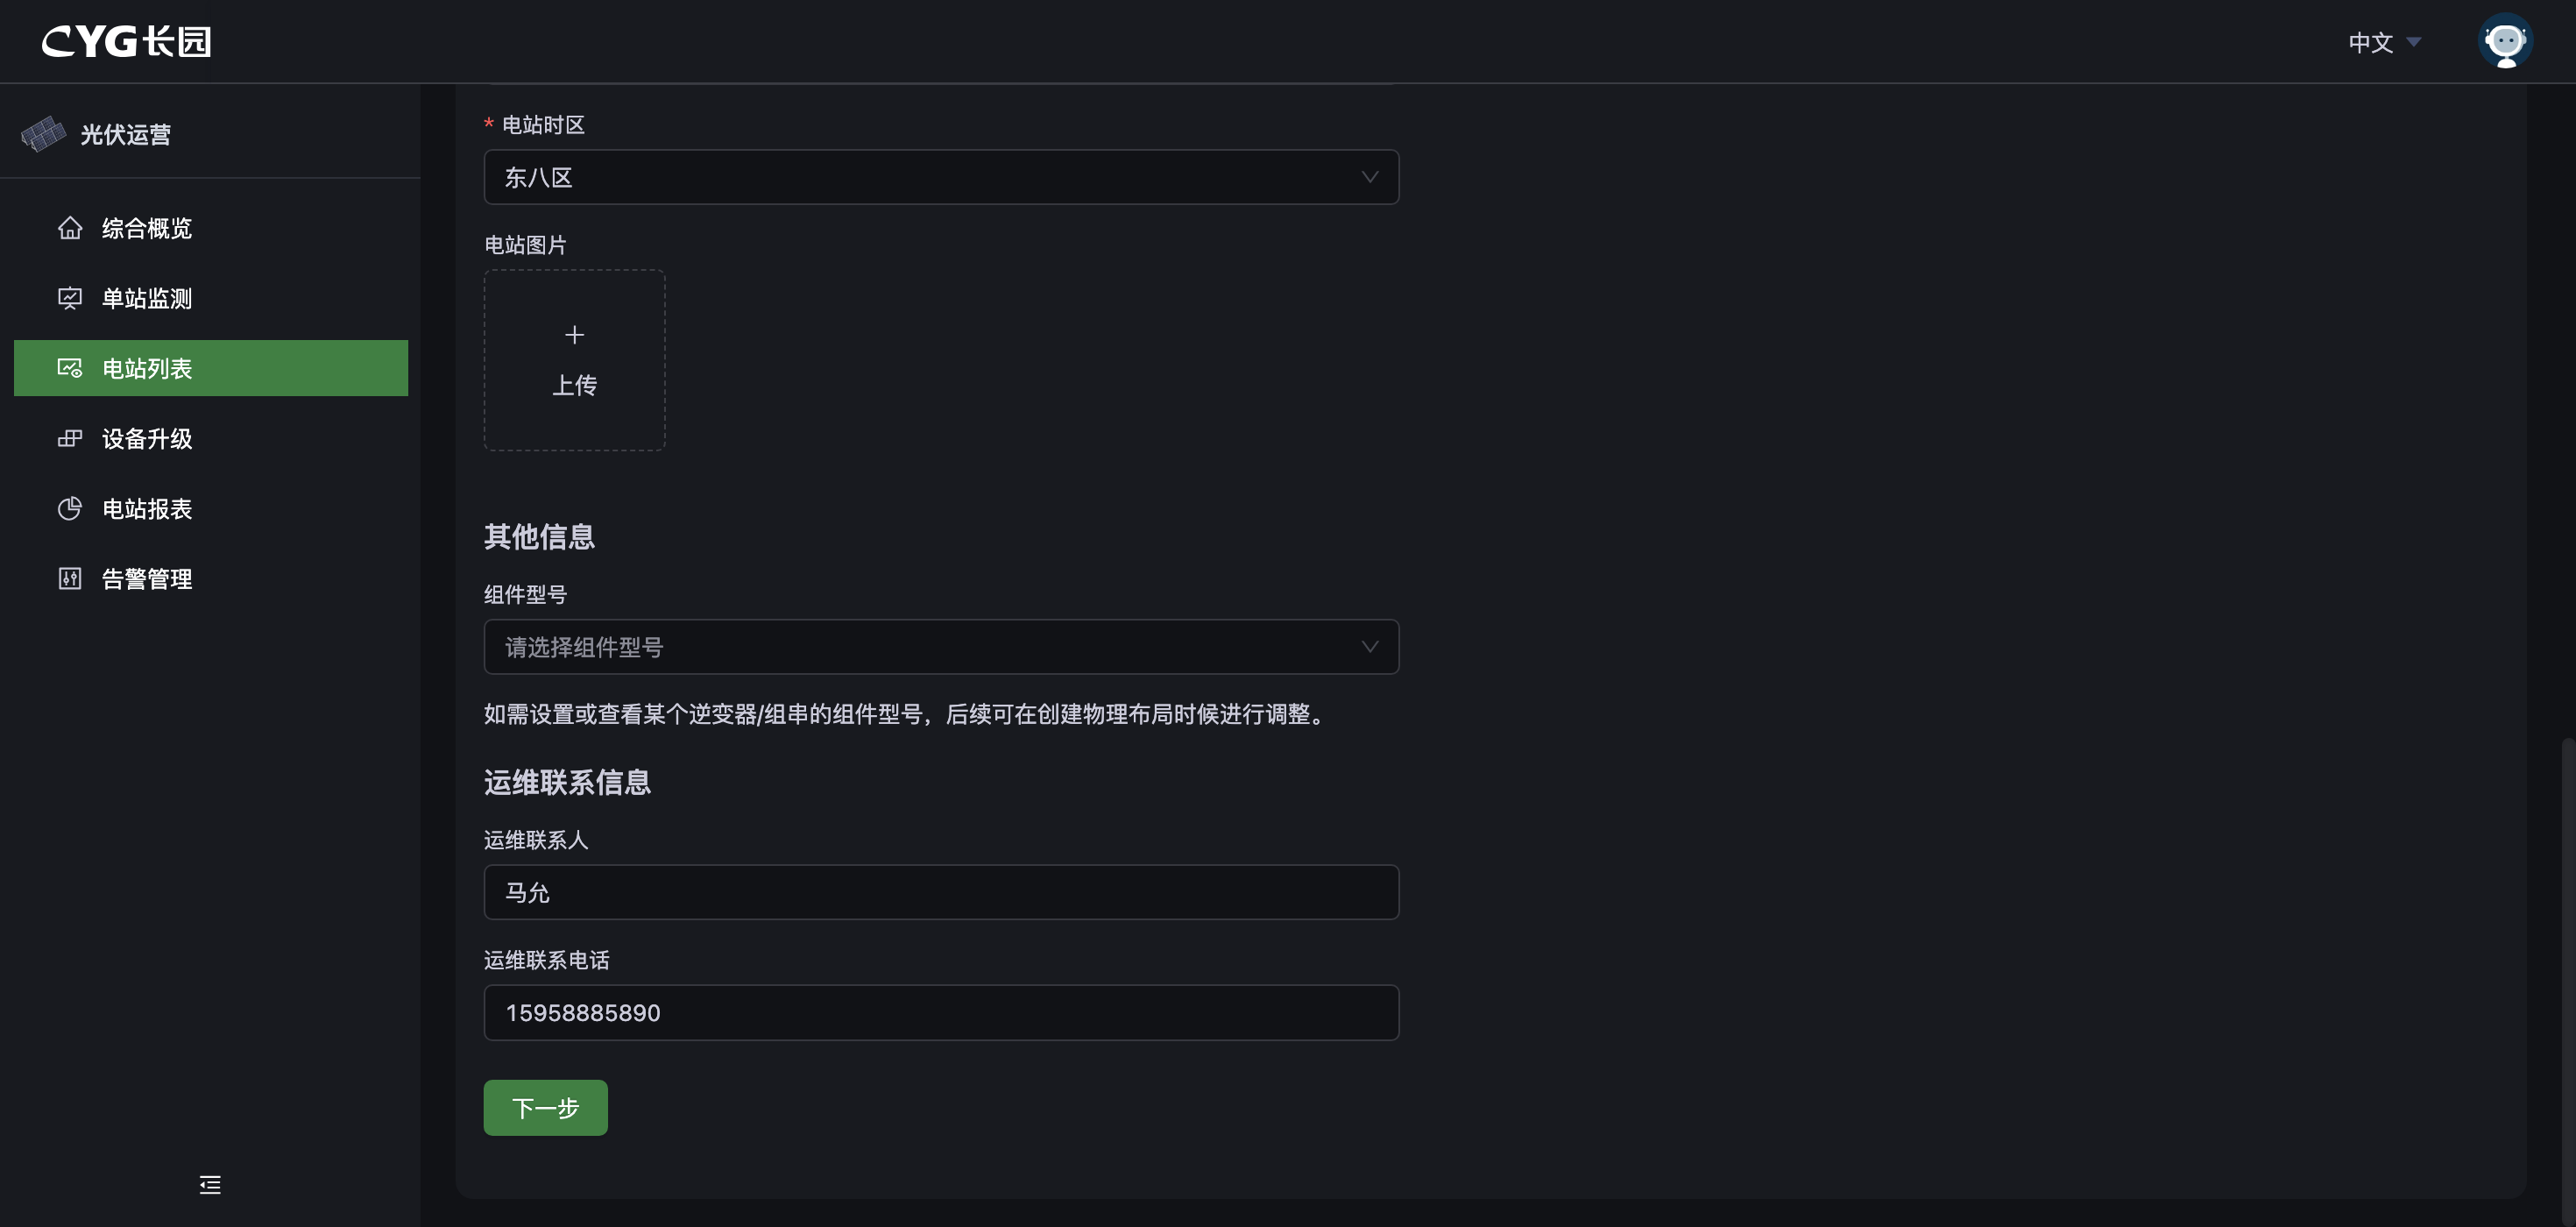 CYG长园
中文
光伏运营
综合概览
单站监测
电站列表
设备升级
电站报表
告警管理
* 电站时区
东八区
电站图片
上传
其他信息
组件型号
请选择组件型号
如需设置或查看某个逆变器/组串的组件型号，后续可在创建物理布局时候进行调整。
运维联系信息
运维联系人
马允
运维联系电话
15958885890
下一步